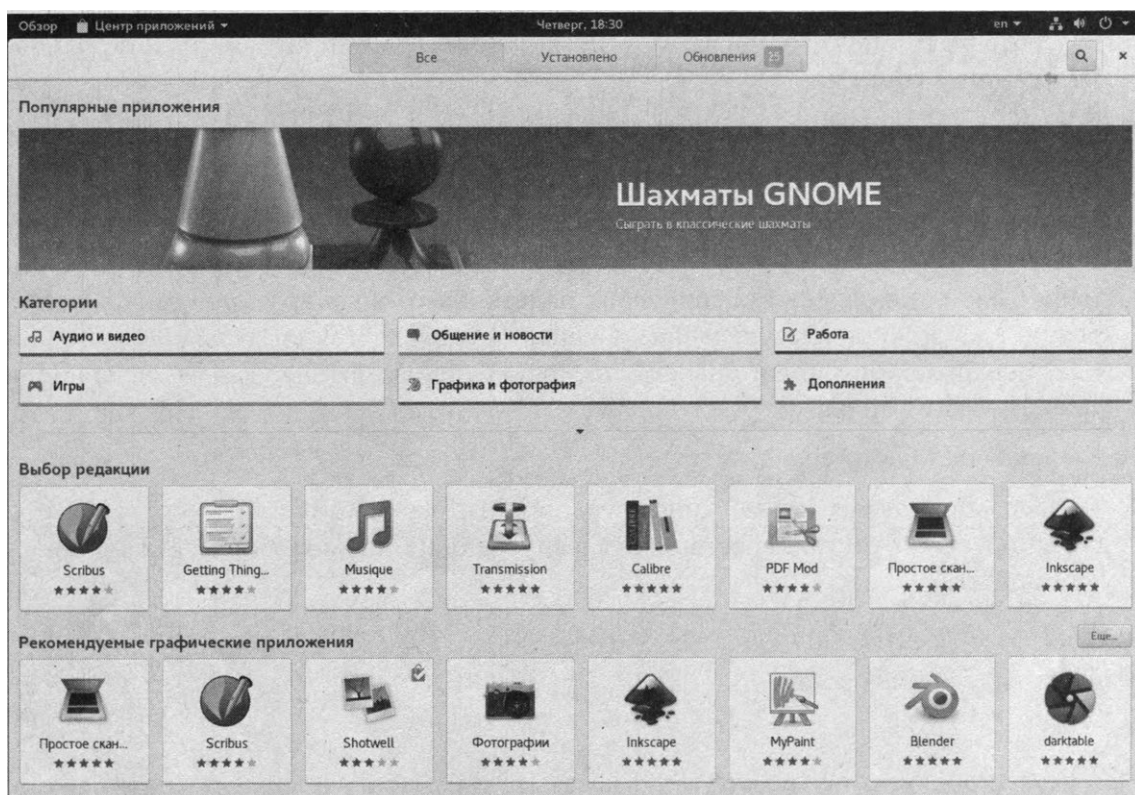 Обзор Центр приложений Четверг, 18:30 en
Все Установлено Обновления 25
Популярные приложения
Шахматы GNOME
Сыграть в классические шахматы
Категории
Аудио и видео Общение и новости Работа
Игры Графика и фотография Дополнения
Выбор редакции
Scribus Getting Thing... Musique Transmission Calibre PDF Mod Простое скан... Inkscape
Рекомендуемые графические приложения Еще...
Простое скан... Scribus Shotwell Фотографии Inkscape MyPaint Blender darktable